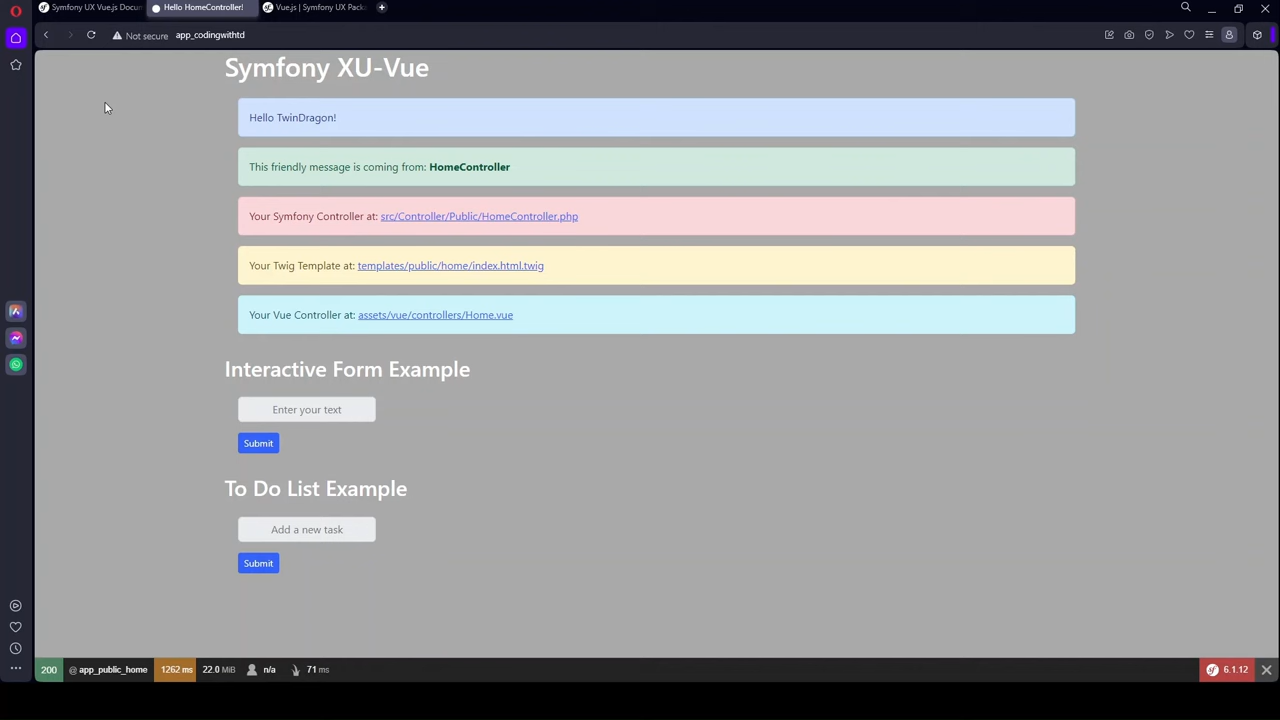 Symfony UX Vue.js Docum
Hello HomeController!
Vue.js | Symfony UX Pack
Not secure
app_codingwithtd
Symfony XU-Vue
Hello TwinDragon!
This friendly message is coming from: HomeController
Your Symfony Controller at: src/Controller/Public/HomeController.php
Your Twig Template at: templates/public/home/index.html.twig
Your Vue Controller at: assets/vue/controllers/Home.vue
Interactive Form Example
Enter your text
Submit
To Do List Example
Add a new task
Submit
200 @ app_public_home 1262 ms 22.0 MiB n/a 71 ms 6.1.12